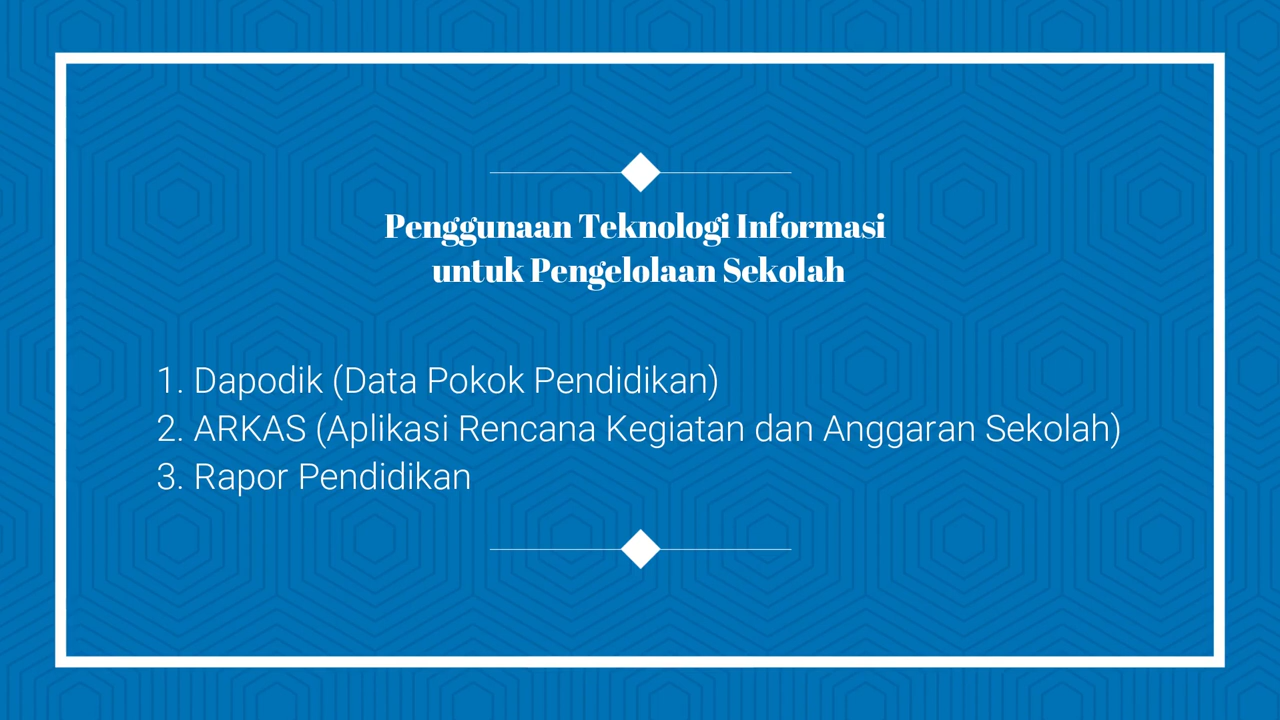 Penggunaan Teknologi Informasi
untuk Pengelolaan Sekolah
1. Dapodik (Data Pokok Pendidikan)
2. ARKAS (Aplikasi Rencana Kegiatan dan Anggaran Sekolah)
3. Rapor Pendidikan